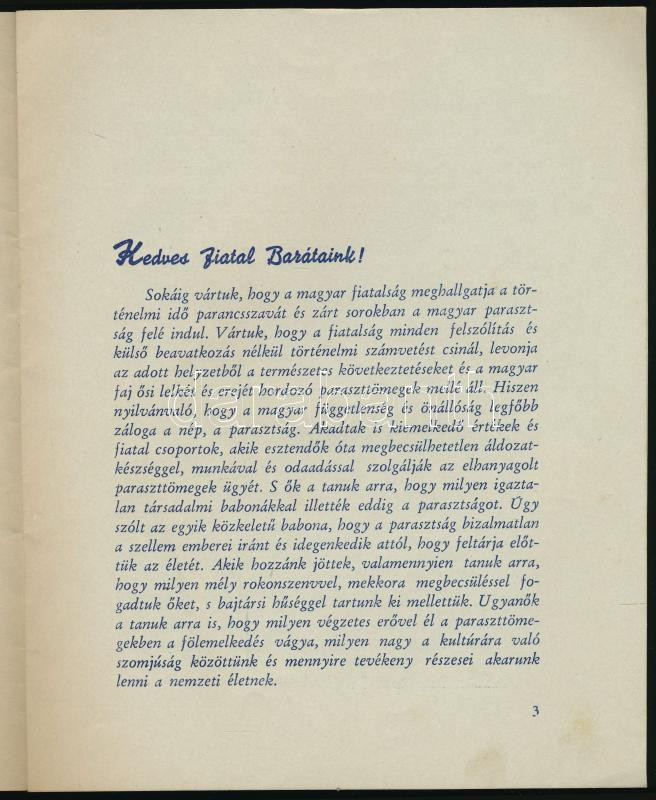 Kedves Fiatal Barátaink!
Sokáig vártuk, hogy a magyar fiatalság meghallgatja a tör-
ténelmi idő parancsszavát és zárt sorokban a magyar paraszt-
ság felé indul. Vártuk, hogy a fiatalság minden felszólítás és
külső beavatkozás nélkül történelmi számvetést csinál, levonja
az adott helyzetből a természetes következtetéseket és a magyar
faj ősi lelkét és erejét hordozó paraszttömegek mellé áll. Hiszen
nyilvánváló, hogy a magyar függetlenség és önállóság legfőbb
záloga a nép, a parasztság. Akadtak is kiemelkedő értékek és
fiatal csoportok, akik esztendők óta megbecsülhetetlen áldozat-
készséggel, munkával és odaadással szolgálják az elhanyagolt
paraszttömegek ügyét. S ők a tanuk arra, hogy milyen igazta-
lan társadalmi babonákkal illették eddig a parasztságot. Úgy
szólt az egyik közkeletű babona, hogy a parasztság bizalmatlan
a szellem emberei iránt és idegenkedik attól, hogy feltárja előt-
tük az életét. Akik hozzánk jöttek, valamennyien tanuk arra,
hogy milyen mély rokonszenvvel, mekkora megbecsüléssel fo-
gadtuk őket, s bajtársi hűséggel tartunk ki mellettük. Ugyanők
a tanuk arra is, hogy milyen végzetes erővel él a paraszttöme-
gekben a fölemelkedés vágya, milyen nagy a kultúrára való
szomjúság közöttünk és mennyire tevékeny részesei akarunk
lenni a nemzeti életnek.
3
darabanth